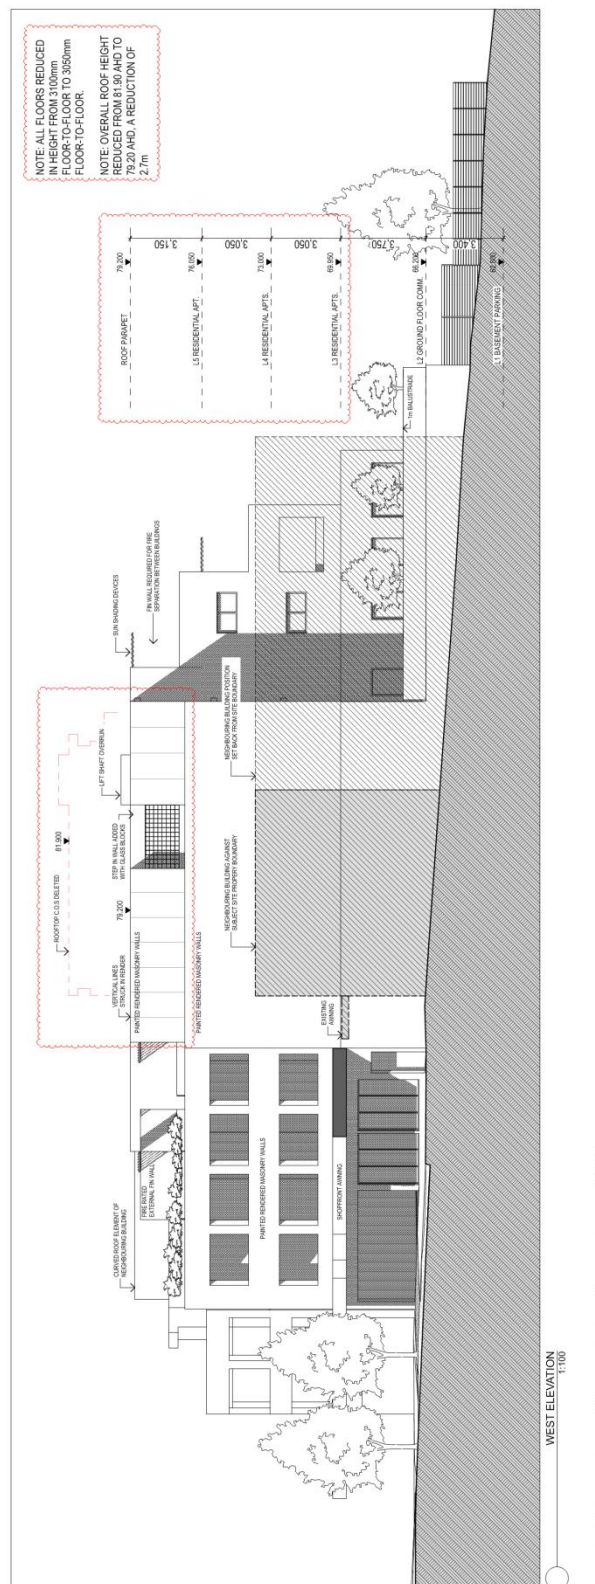 NOTE: ALL FLOORS REDUCED
IN HEIGHT FROM 3100mm
FLOOR-TO-FLOOR TO 3050mm
FLOOR-TO-FLOOR.
NOTE: OVERALL ROOF HEIGHT
REDUCED FROM 81.90 AHD TO
79.20 AHD, A REDUCTION OF
2.7m
ROOF PARAPET
79.200
3,150
L5 RESIDENTIAL APT.
76.050
3,050
L4 RESIDENTIAL APTS.
73.000
3,050
L3 RESIDENTIAL APTS.
69.950
3,750
L2 GROUND FLOOR COMM.
66.200
3,400
L1 BASEMENT PARKING
62.800
1m BALUSTRADE
SUN SHADING DEVICES
FIN WALL REQUIRED FOR FIRE
SEPARATION BETWEEN BUILDINGS
ROOFTOP C.O.S DELETED
81.900
LIFT SHAFT OVERRUN
STEP IN WALL ADDED
WITH GLASS BLOCKS
79.200
VERTICAL LINES
STRUCK IN RENDER
PAINTED RENDERED MASONRY WALLS
PAINTED RENDERED MASONRY WALLS
NEIGHBOURING BUILDING POSITION
SET BACK FROM SITE BOUNDARY
NEIGHBOURING BUILDING AGAINST
SUBJECT SITE PROPERY BOUNDARY
EXISTING
AWNING
CURVED ROOF ELEMENT OF
NEIGHBOURING BUILDING
FIRE RATED
EXTERNAL FIN WALL
PAINTED RENDERED MASONRY WALLS
SHOPFRONT AWNING
WEST ELEVATION
1:100